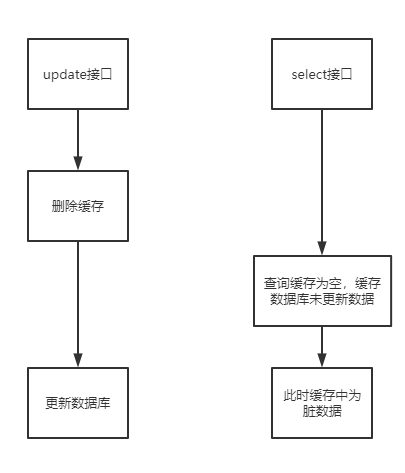 update接口
select接口
删除缓存
查询缓存为空，缓存
数据库未更新数据
更新数据库
此时缓存中为
脏数据